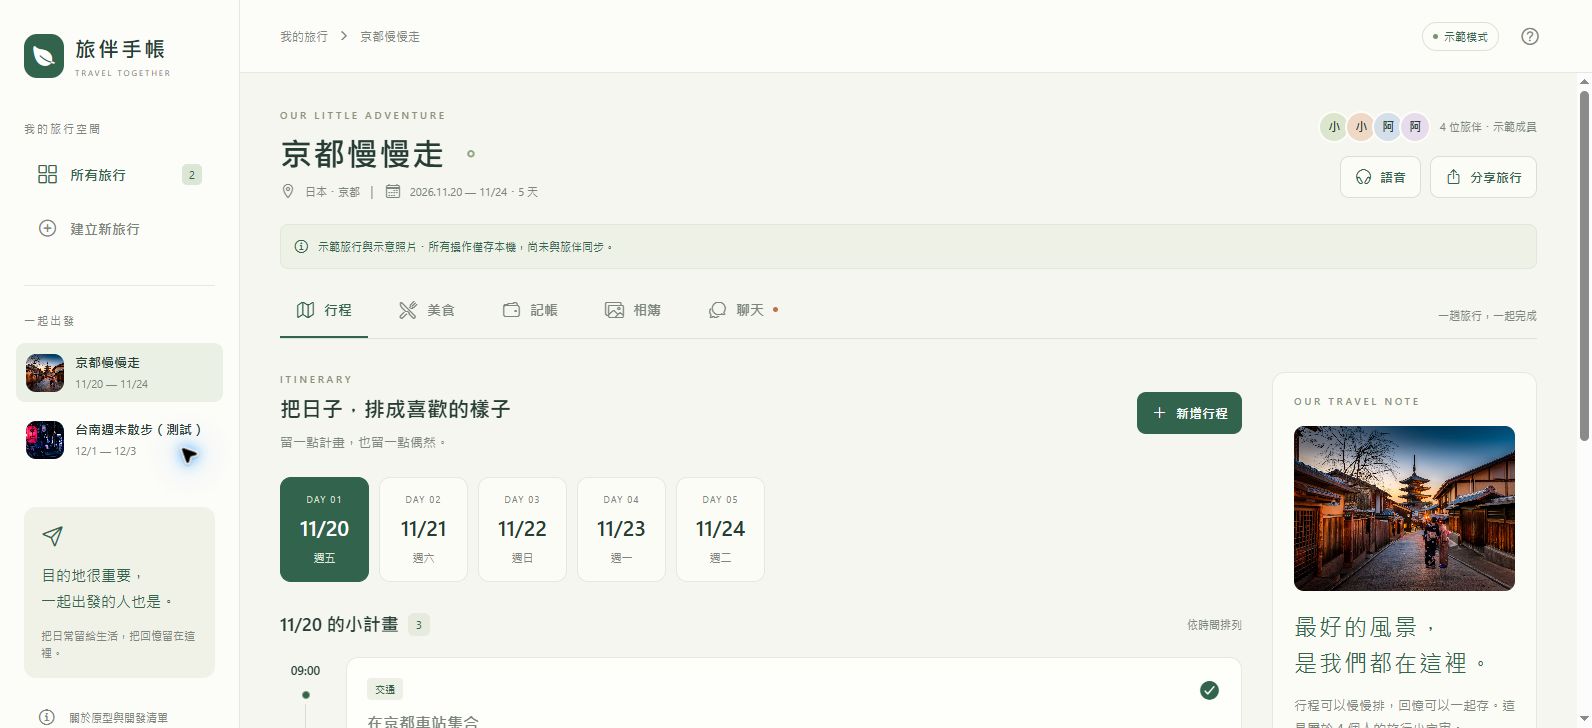 旅伴手帳
TRAVEL TOGETHER
我的旅行空間
所有旅行
2
建立新旅行
一起出發
京都慢慢走
11/20 — 11/24
台南週末散步（測試）
12/1 — 12/3
目的地很重要，
一起出發的人也是。
把日常留給生活，把回憶留在這
裡。
關於原型與開發清單
我的旅行 > 京都慢慢走
示範模式
OUR LITTLE ADVENTURE
京都慢慢走
日本 · 京都 | 2026.11.20 — 11/24 · 5 天
小 小 阿 阿 4 位旅伴 · 示範成員
語音
分享旅行
示範旅行與示意照片 · 所有操作僅存本機，尚未與旅伴同步。
行程
美食
記帳
相簿
聊天
一趟旅行，一起完成
ITINERARY
把日子，排成喜歡的樣子
留一點計畫，也留一點偶然。
新增行程
DAY 01
11/20
週五
DAY 02
11/21
週六
DAY 03
11/22
週日
DAY 04
11/23
週一
DAY 05
11/24
週二
11/20 的小計畫 3
依時間排列
09:00
交通
在京都車站集合
OUR TRAVEL NOTE
最好的風景，
是我們都在這裡。
行程可以慢慢排，回憶可以一起存。這